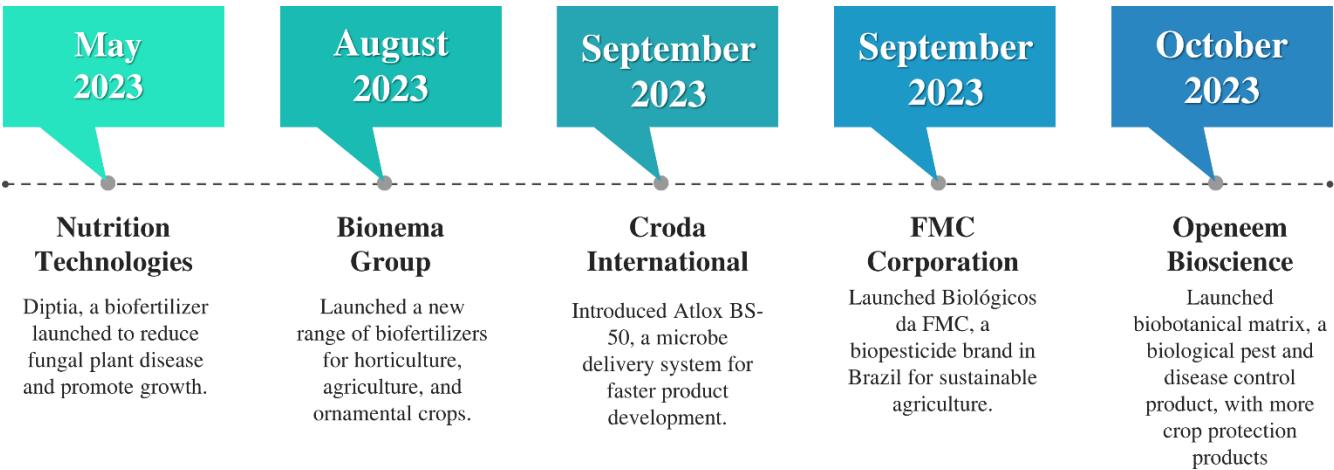 May
2023
August
2023
September
2023
September
2023
October
2023
Nutrition
Technologies
Diptia, a biofertilizer
launched to reduce
fungal plant disease
and promote growth.
Bionema
Group
Launched a new
range of biofertilizers
for horticulture,
agriculture, and
ornamental crops.
Croda
International
Introduced Atlox BS-
50, a microbe
delivery system for
faster product
development.
FMC
Corporation
Launched Biológicos
da FMC, a
biopesticide brand in
Brazil for sustainable
agriculture.
Openeem
Bioscience
Launched
biobotanical matrix, a
biological pest and
disease control
product, with more
crop protection
products